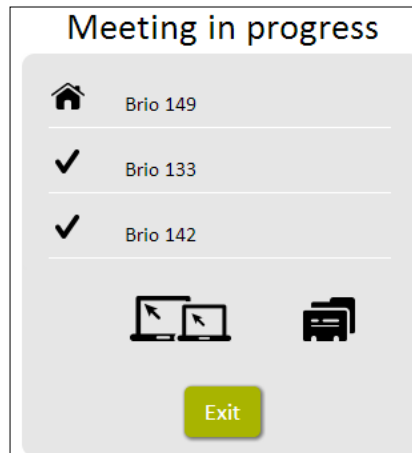 Meeting in progress
Brio 149
Brio 133
Brio 142
Exit